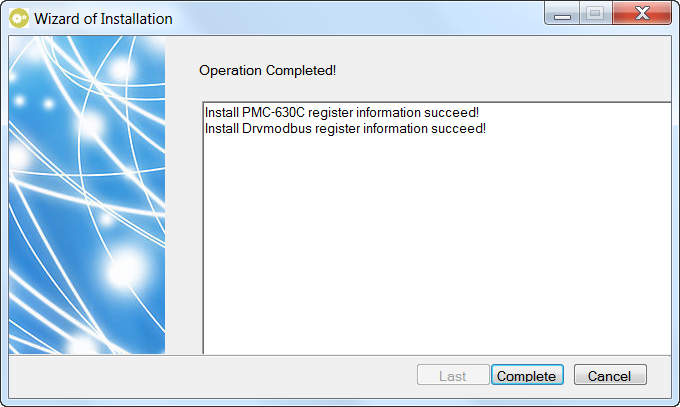 Wizard of Installation
Operation Completed!
Install PMC-630C register information succeed!
Install Drvmodbus register information succeed!
Last
Complete
Cancel